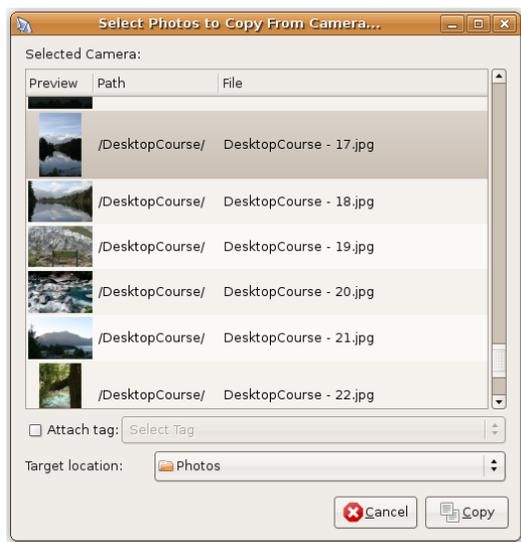 Select Photos to Copy From Camera...
Selected Camera:
Preview Path File
/DesktopCourse/ DesktopCourse - 17.jpg
/DesktopCourse/ DesktopCourse - 18.jpg
/DesktopCourse/ DesktopCourse - 19.jpg
/DesktopCourse/ DesktopCourse - 20.jpg
/DesktopCourse/ DesktopCourse - 21.jpg
/DesktopCourse/ DesktopCourse - 22.jpg
Attach tag: Select Tag
Target location: Photos
Cancel Copy